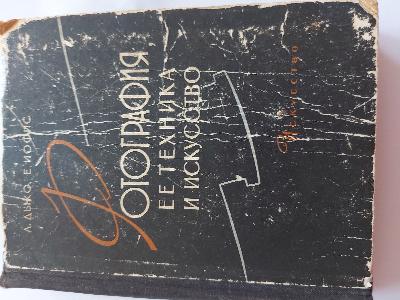 Л. ДЫКО, Е. ИОФИС
ФОТОГРАФИЯ,
ЕЕ ТЕХНИКА
И ИСКУССТВО
Искусство